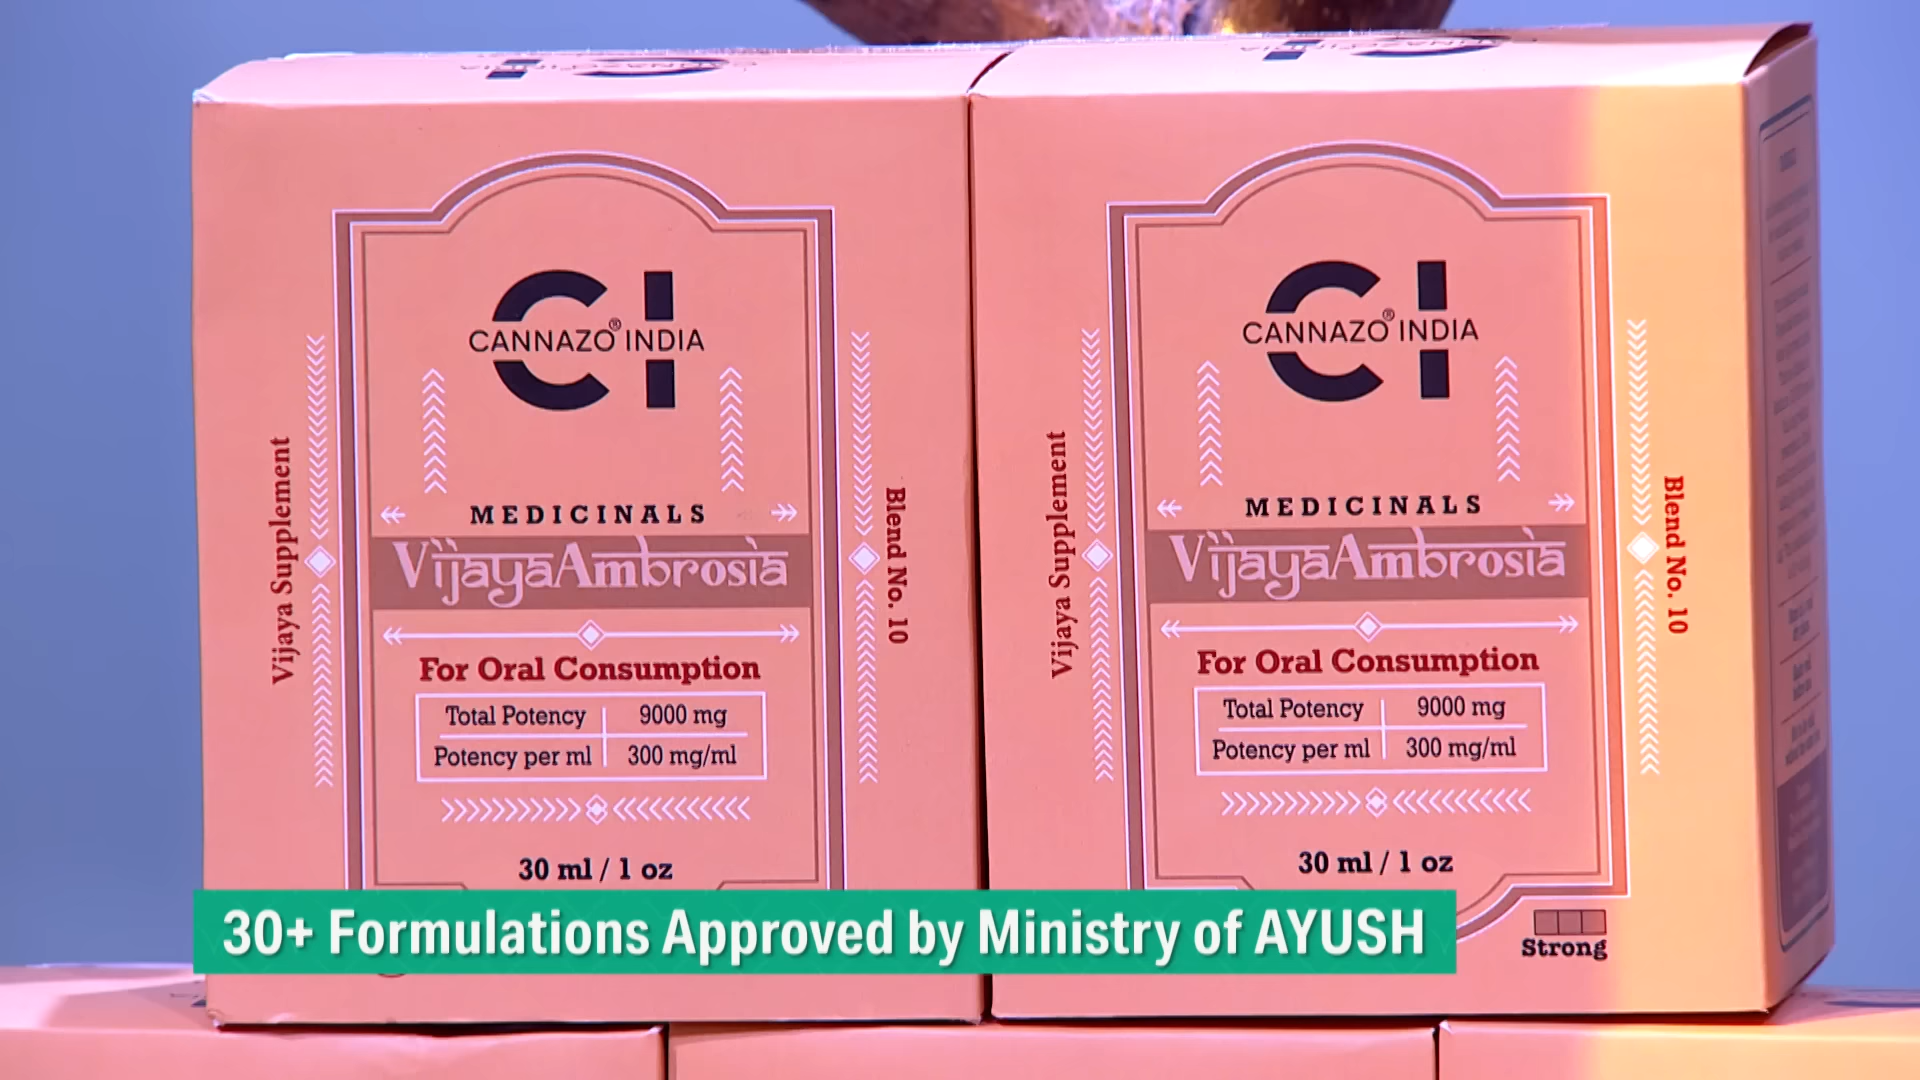 CANNAZO® INDIA
MEDICINALS
VijayaAmbrosia
For Oral Consumption
Total Potency 9000 mg
Potency per ml 300 mg/ml
30 ml / 1 oz
Vijaya Supplement
Blend No. 10
CANNAZO® INDIA
MEDICINALS
VijayaAmbrosia
For Oral Consumption
Total Potency 9000 mg
Potency per ml 300 mg/ml
30 ml / 1 oz
Vijaya Supplement
Blend No. 10
Strong
30+ Formulations Approved by Ministry of AYUSH